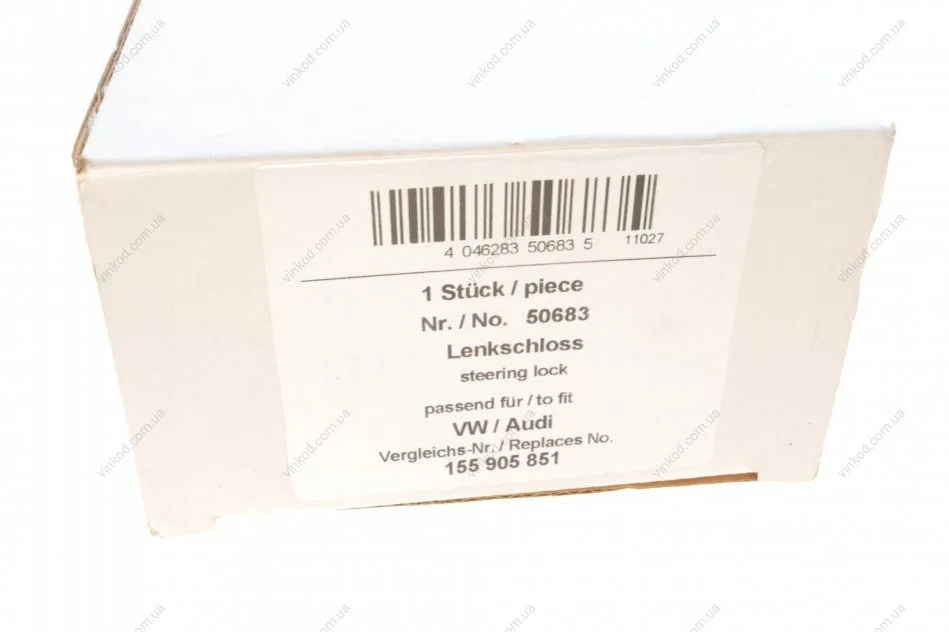 4 046283 50683 5 11027
1 Stück / piece
Nr. / No. 50683
Lenkschloss
steering lock
passend für / to fit
VW / Audi
Vergleichs-Nr. / Replaces No.
155 905 851
vinkod.com.ua